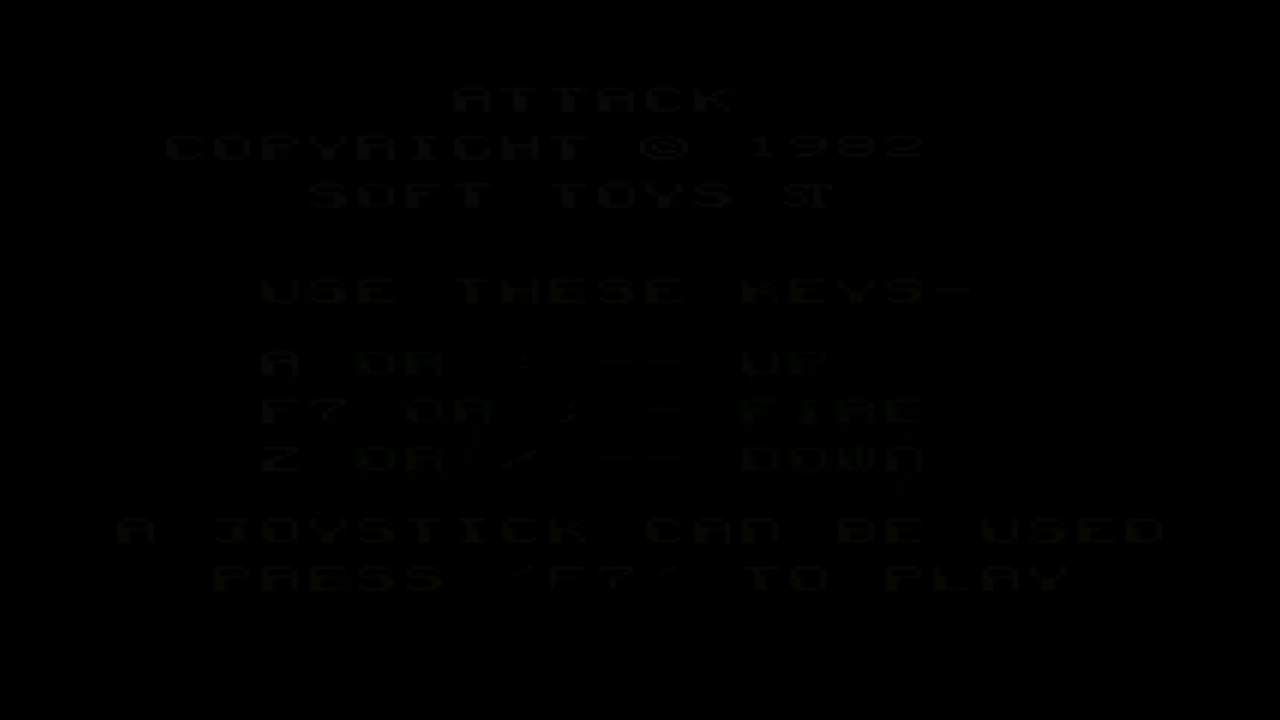 ATTACK
COPYRIGHT © 1982
SOFT TOYS ST
USE THESE KEYS-
A OR : -- UP
F7 OR ; - FIRE
Z OR / -- DOWN
A JOYSTICK CAN BE USED
PRESS 'F7' TO PLAY